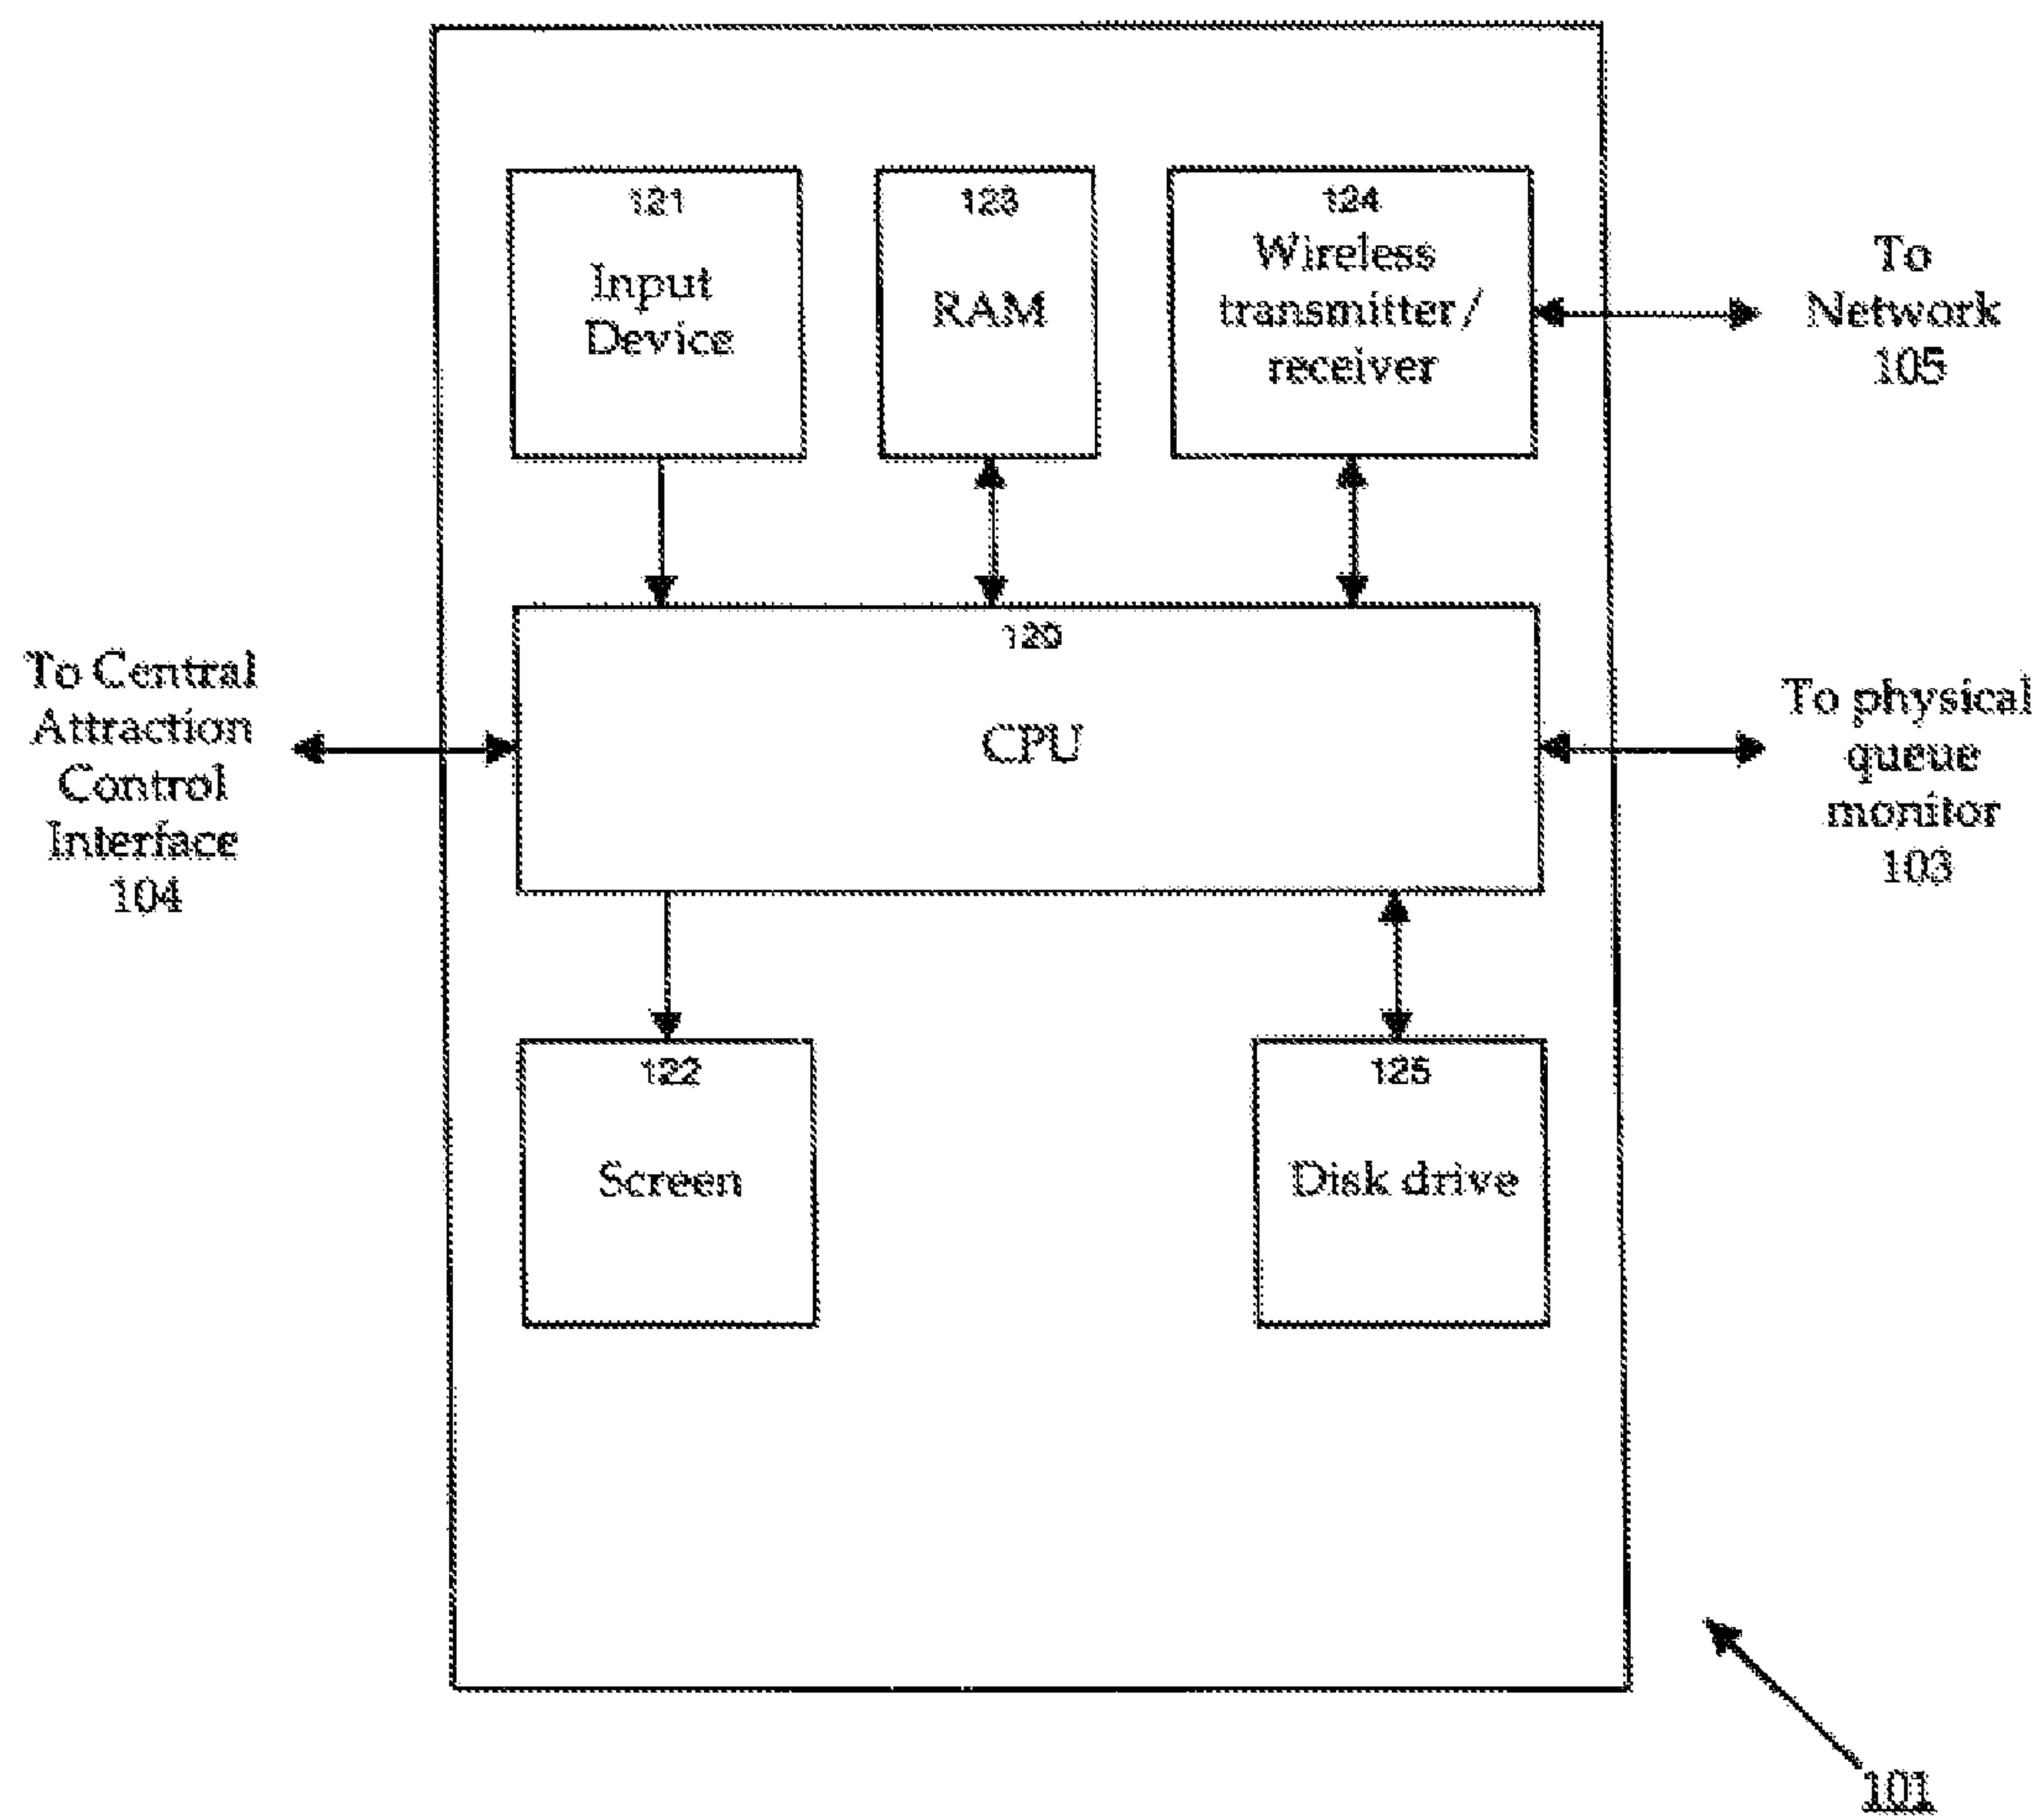 121
Input
Device
123
RAM
124
Wireless
transmitter/
receiver
To
Network
105
120
CPU
To Central
Attraction
Control
Interface
104
To physical
queue
monitor
103
122
Screen
125
Disk drive
101